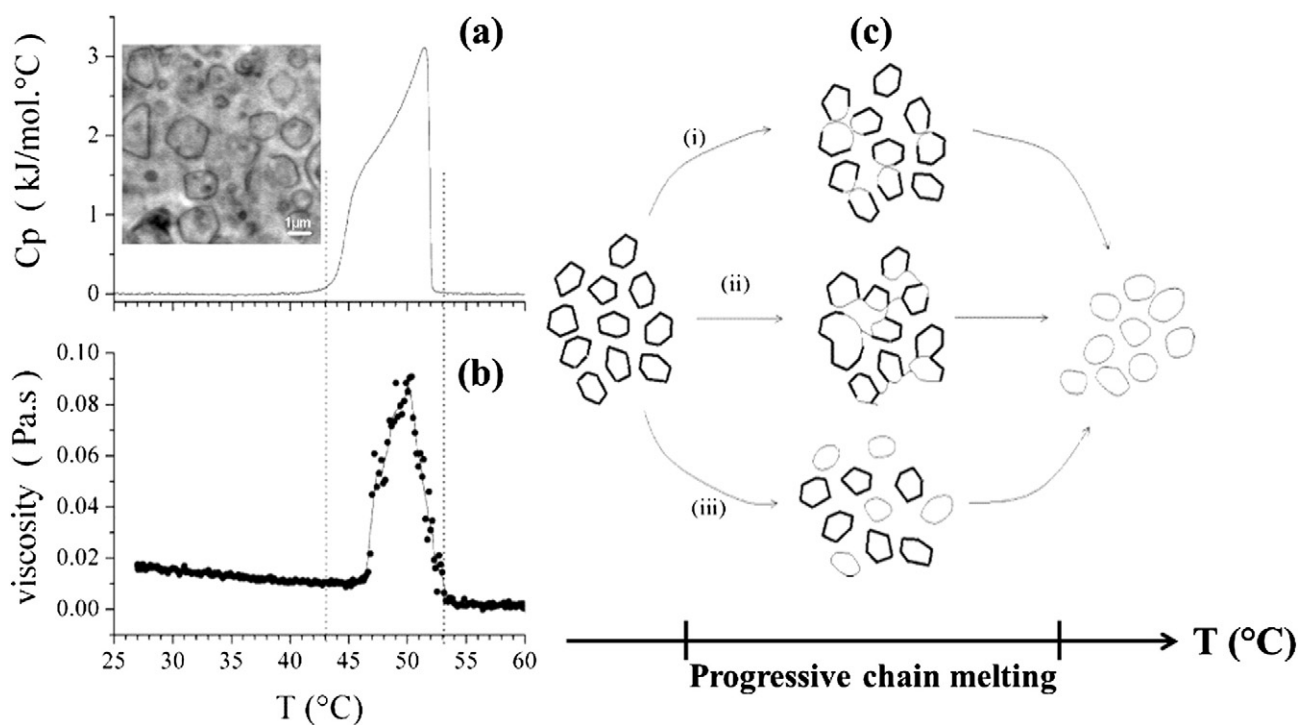 (a)
Cp ( kJ/mol.°C )
3
2
1
0
1µm
(b)
viscosity ( Pa.s )
0.10
0.08
0.06
0.04
0.02
0.00
25 30 35 40 45 50 55 60
T (°C)
(c)
(i)
(ii)
(iii)
T (°C)
Progressive chain melting